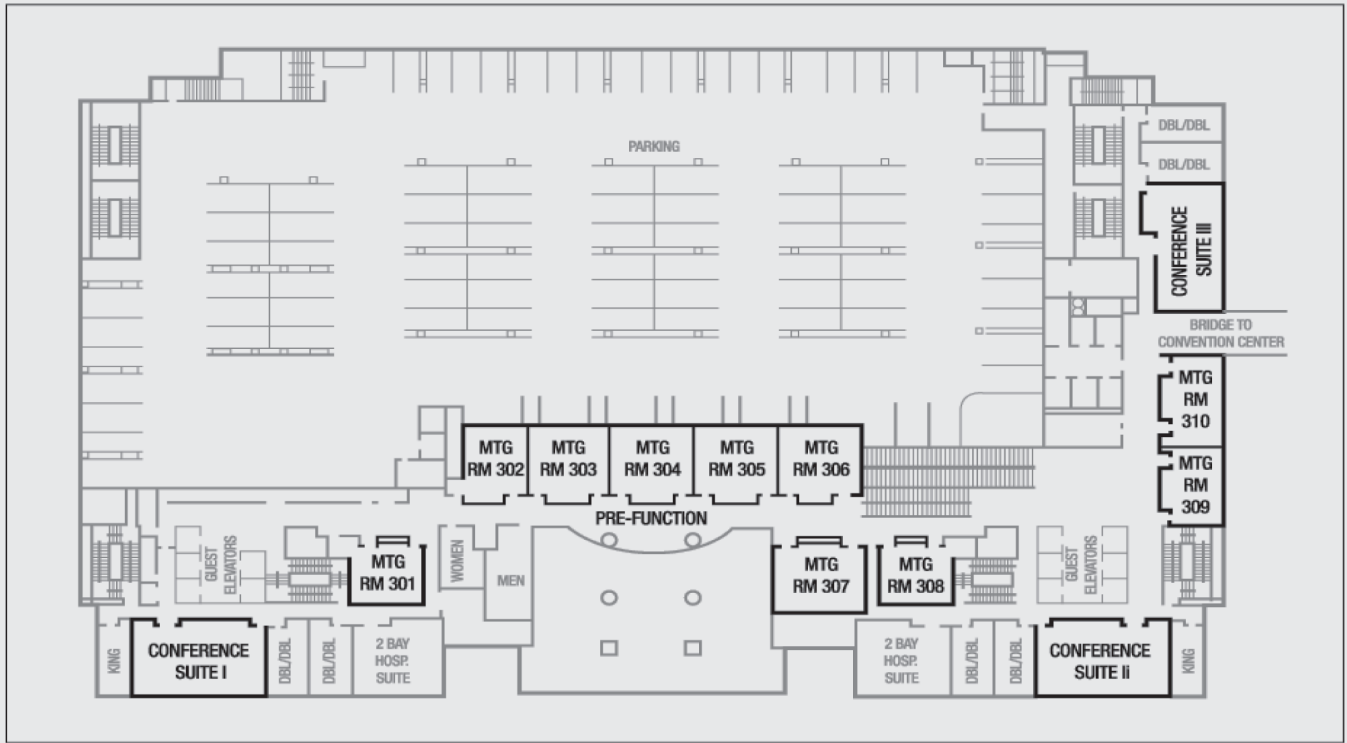 DBL/DBL
DBL/DBL
PARKING
CONFERENCE
SUITE III
BRIDGE TO
CONVENTION CENTER
MTG
RM
310
MTG
RM 302
MTG
RM 303
MTG
RM 304
MTG
RM 305
MTG
RM 306
MTG
RM
309
PRE-FUNCTION
GUEST
ELEVATORS
MTG
RM 301
WOMEN
MEN
MTG
RM 307
MTG
RM 308
GUEST
ELEVATORS
KING
CONFERENCE
SUITE I
DBL/DBL
DBL/DBL
2 BAY
HOSP.
SUITE
2 BAY
HOSP.
SUITE
DBL/DBL
DBL/DBL
CONFERENCE
SUITE Ii
KING